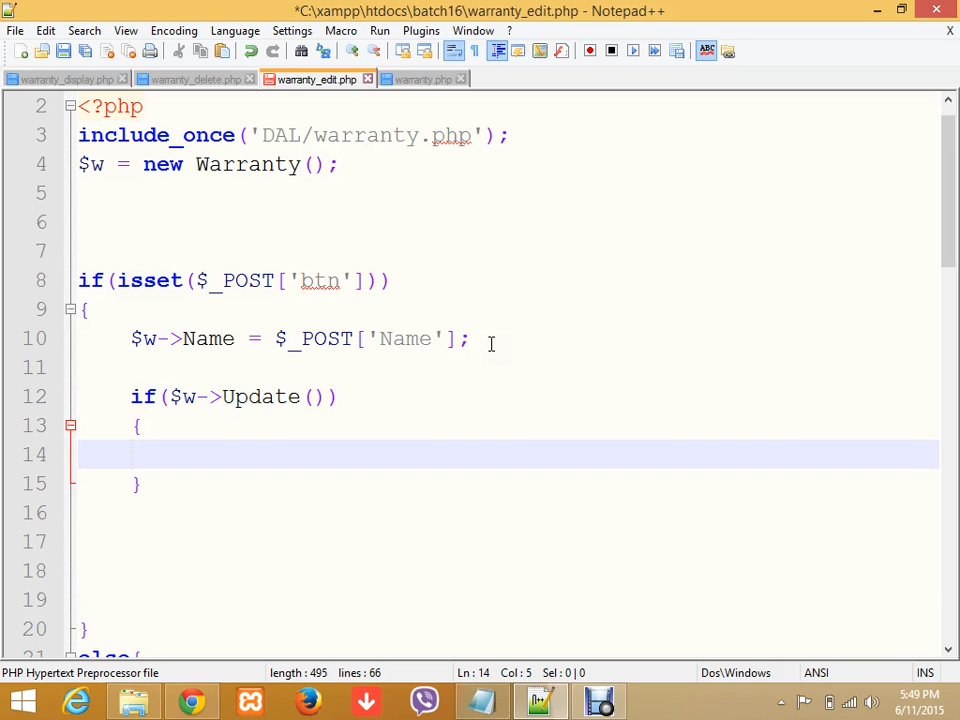 *C:\xampp\htdocs\batch16\warranty_edit.php - Notepad++
File Edit Search View Encoding Language Settings Macro Run Plugins Window ? X
ABC
warranty_display.php warranty_delete.php warranty_edit.php warranty.php
2 <?php
3 include_once('DAL/warranty.php');
4 $w = new Warranty();
5
6
7
8 if(isset($_POST['btn']))
9 {
10 $w->Name = $_POST['Name'];
11
12 if($w->Update())
13 {
14
15 }
16
17
18
19
20 }
21 else{
PHP Hypertext Preprocessor file length : 495 lines : 66 Ln : 14 Col : 5 Sel : 0 | 0 Dos\Windows ANSI INS
5:49 PM
6/11/2015